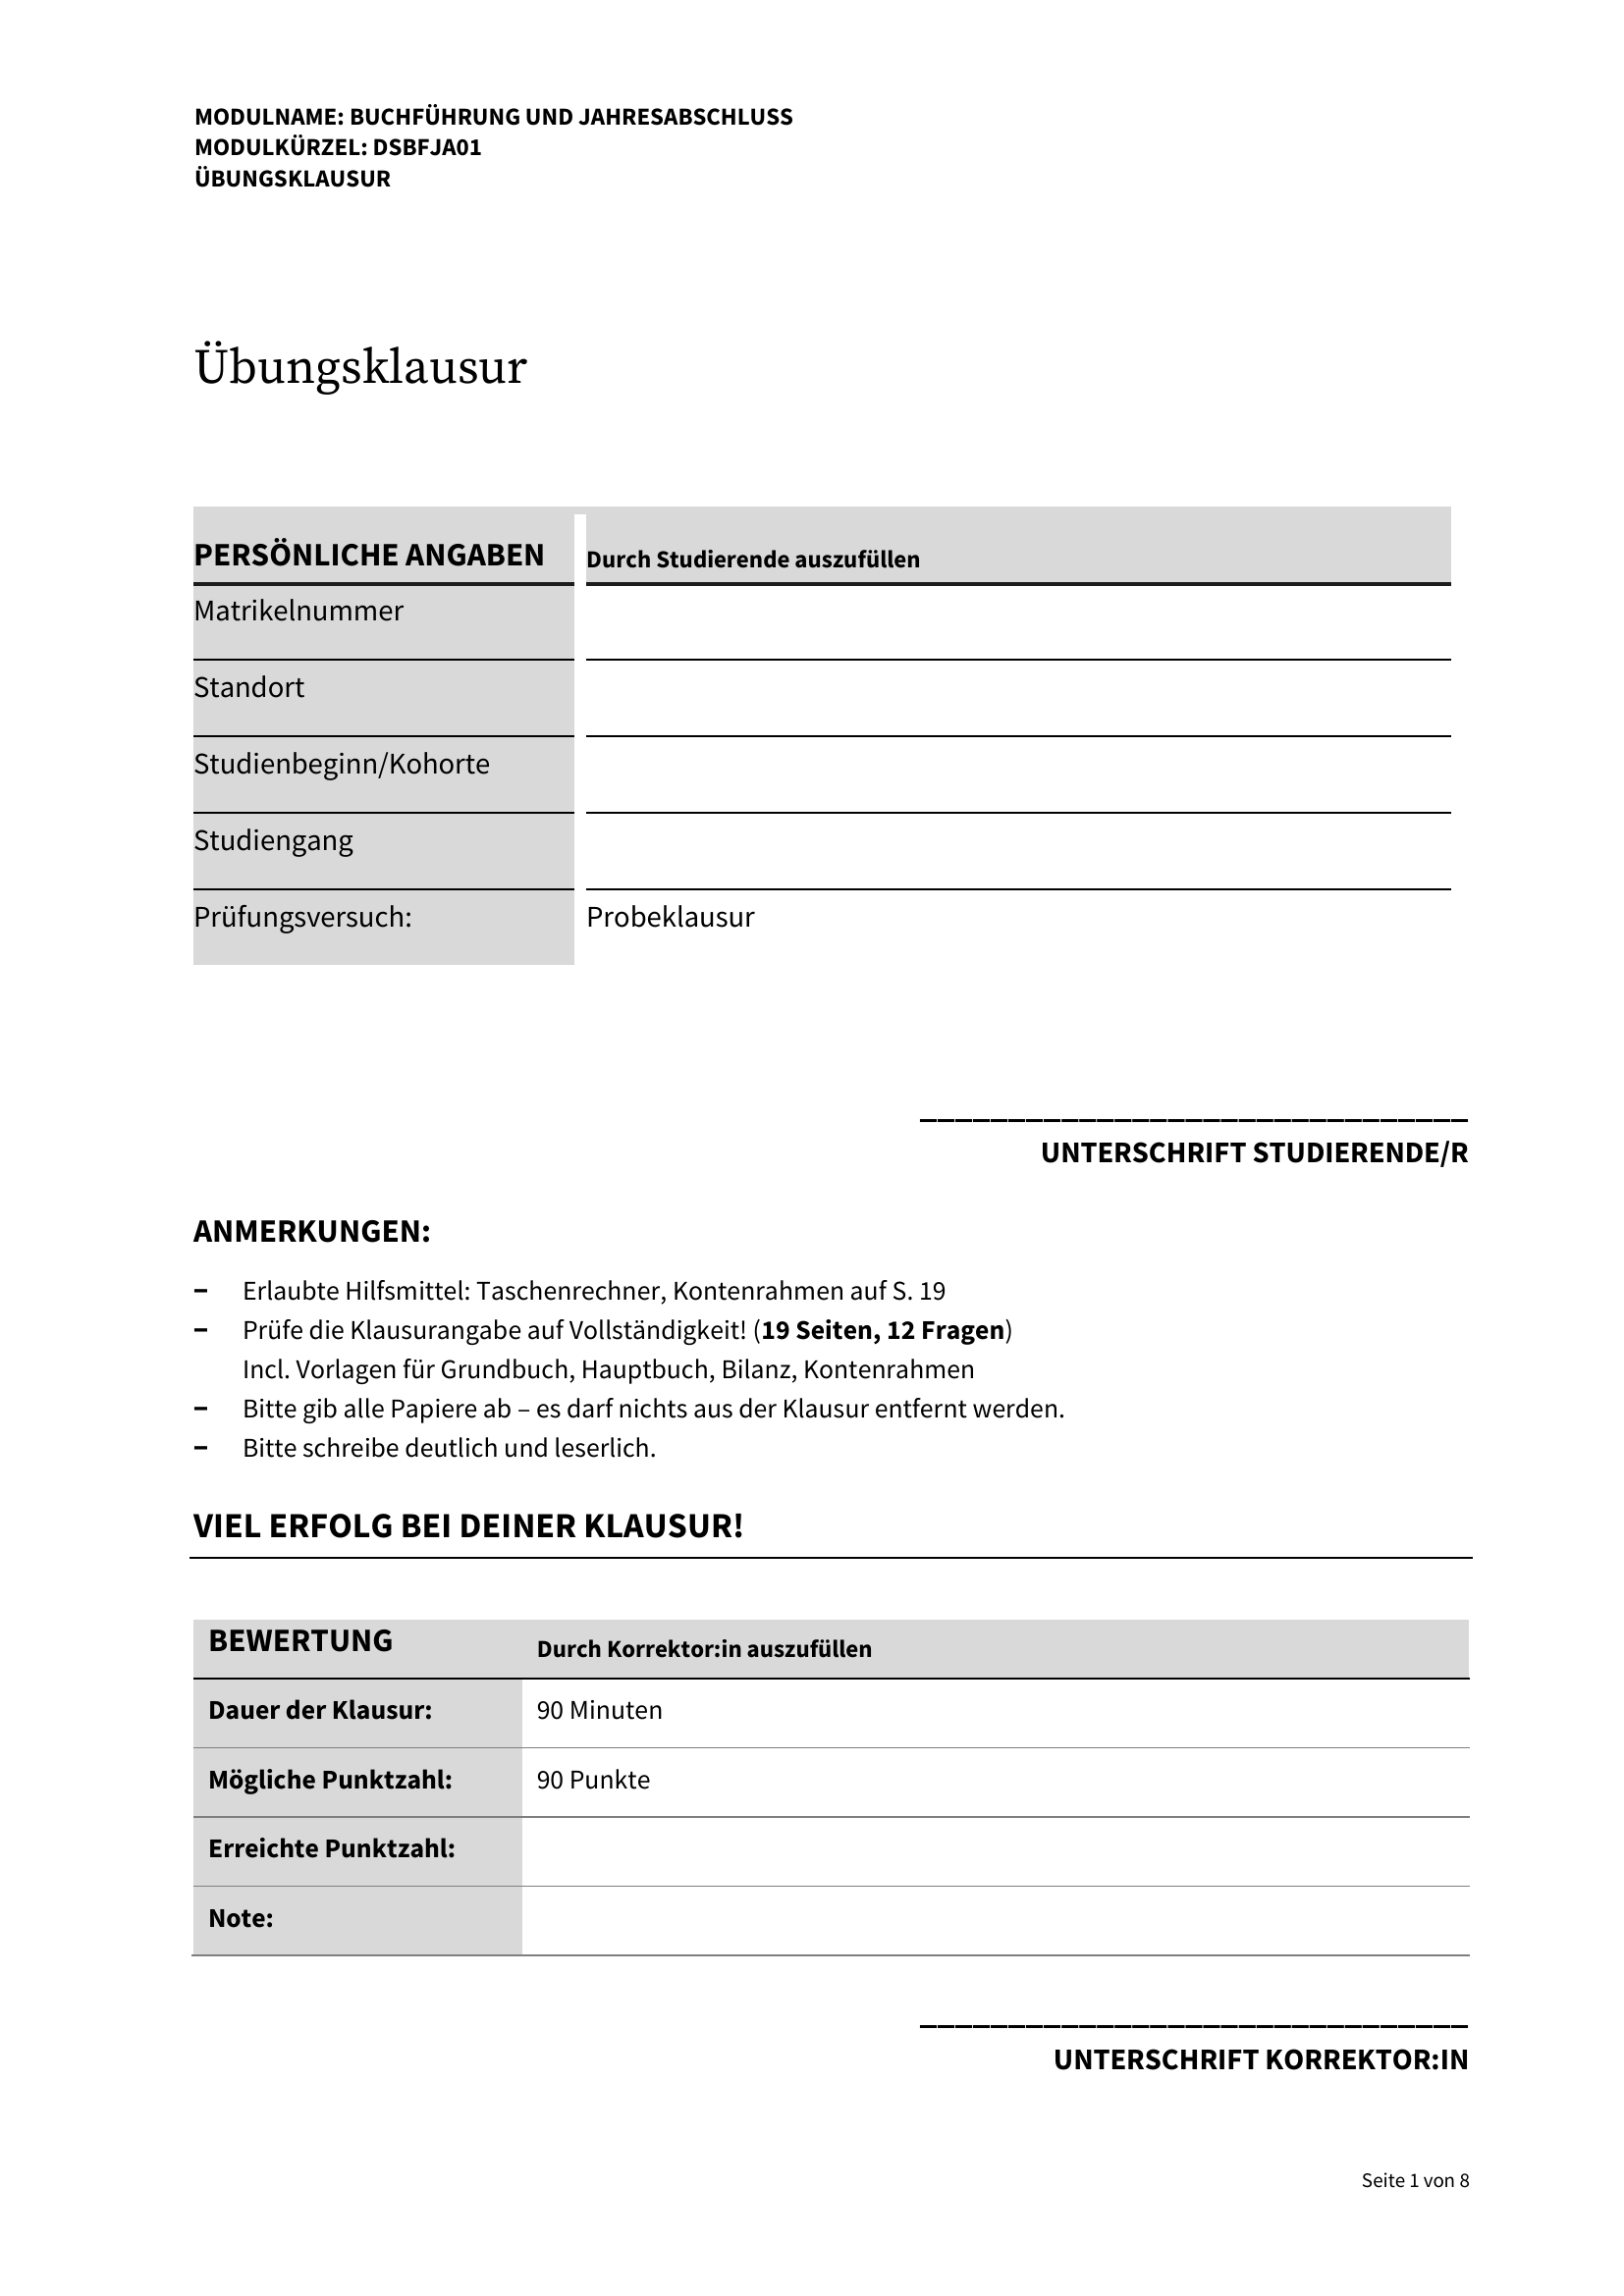 MODULNAME: BUCHFÜHRUNG UND JAHRESABSCHLUSS
MODULKÜRZEL: DSBFJA01
ÜBUNGSKLAUSUR
Übungsklausur
PERSÖNLICHE ANGABEN Durch Studierende auszufüllen
Matrikelnummer
Standort
Studienbeginn/Kohorte
Studiengang
Prüfungsversuch: Probeklausur
_______________________________
UNTERSCHRIFT STUDIERENDE/R
ANMERKUNGEN:
– Erlaubte Hilfsmittel: Taschenrechner, Kontenrahmen auf S. 19
– Prüfe die Klausurangabe auf Vollständigkeit! (19 Seiten, 12 Fragen)
Incl. Vorlagen für Grundbuch, Hauptbuch, Bilanz, Kontenrahmen
– Bitte gib alle Papiere ab – es darf nichts aus der Klausur entfernt werden.
– Bitte schreibe deutlich und leserlich.
VIEL ERFOLG BEI DEINER KLAUSUR!
BEWERTUNG Durch Korrektor:in auszufüllen
Dauer der Klausur: 90 Minuten
Mögliche Punktzahl: 90 Punkte
Erreichte Punktzahl:
Note:
_______________________________
UNTERSCHRIFT KORREKTOR:IN
Seite 1 von 8